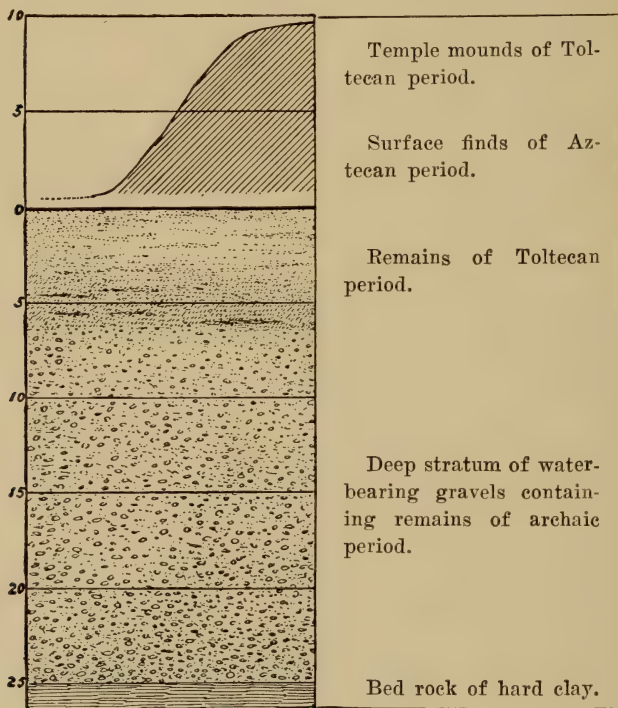 10
Temple mounds of Tol-
tecan period.
5
Surface finds of Az-
tecan period.
0
Remains of Toltecan
period.
5
10
Deep stratum of water-
bearing gravels contain-
ing remains of archaic
period.
15
20
25
Bed rock of hard clay.